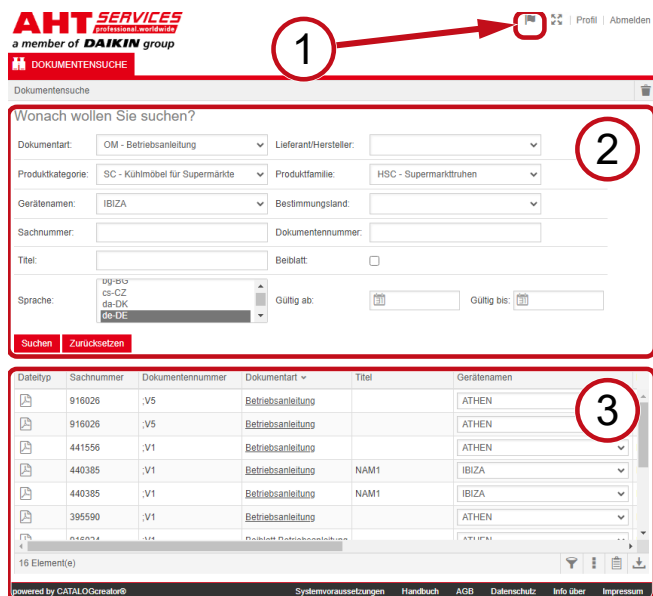 AHT SERVICES
professional.worldwide
a member of DAIKIN group
Profil | Abmelden
1
DOKUMENTENSUCHE
Dokumentensuche
Wonach wollen Sie suchen?
2
Dokumentart: OM - Betriebsanleitung Lieferant/Hersteller:
Produktkategorie: SC - Kühlmöbel für Supermärkte Produktfamilie: HSC - Supermarkttruhen
Gerätenamen: IBIZA Bestimmungsland:
Sachnummer: Dokumentennummer:
Titel: Beiblatt:
bg-BG
cs-CZ
Sprache: Gültig ab: Gültig bis:
da-DK
de-DE
Suchen Zurücksetzen
Dateityp Sachnummer Dokumentennummer Dokumentart Titel Gerätenamen
3
916026 ;V5 Betriebsanleitung ATHEN
916026 ;V5 Betriebsanleitung ATHEN
441556 ;V1 Betriebsanleitung ATHEN
440385 ;V1 Betriebsanleitung NAM1 IBIZA
440385 ;V1 Betriebsanleitung NAM1 IBIZA
395590 ;V1 Betriebsanleitung ATHEN
;V1 Beiblatt Betriebsanleitung ATHEN
16 Element(e)
powered by CATALOGcreator® Systemvoraussetzungen Handbuch AGB Datenschutz Info über Impressum